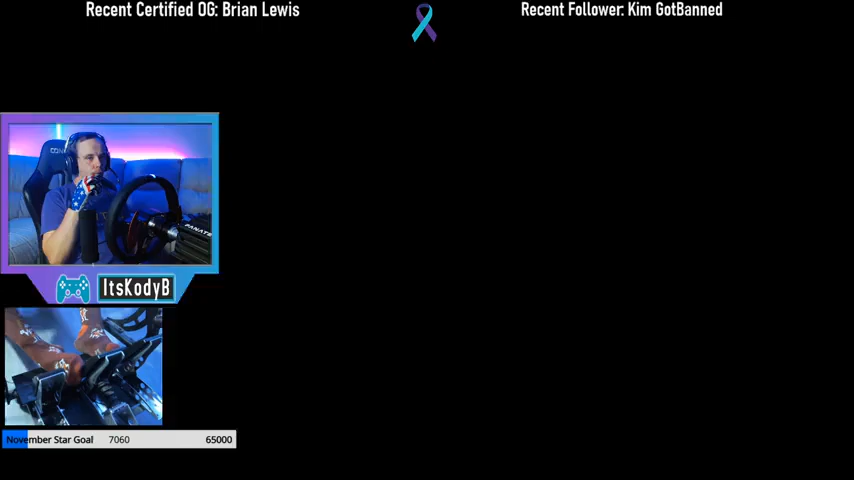 Recent Certified OG: Brian Lewis
Recent Follower: Kim GotBanned
ItsKodyB
November Star Goal 7060 65000